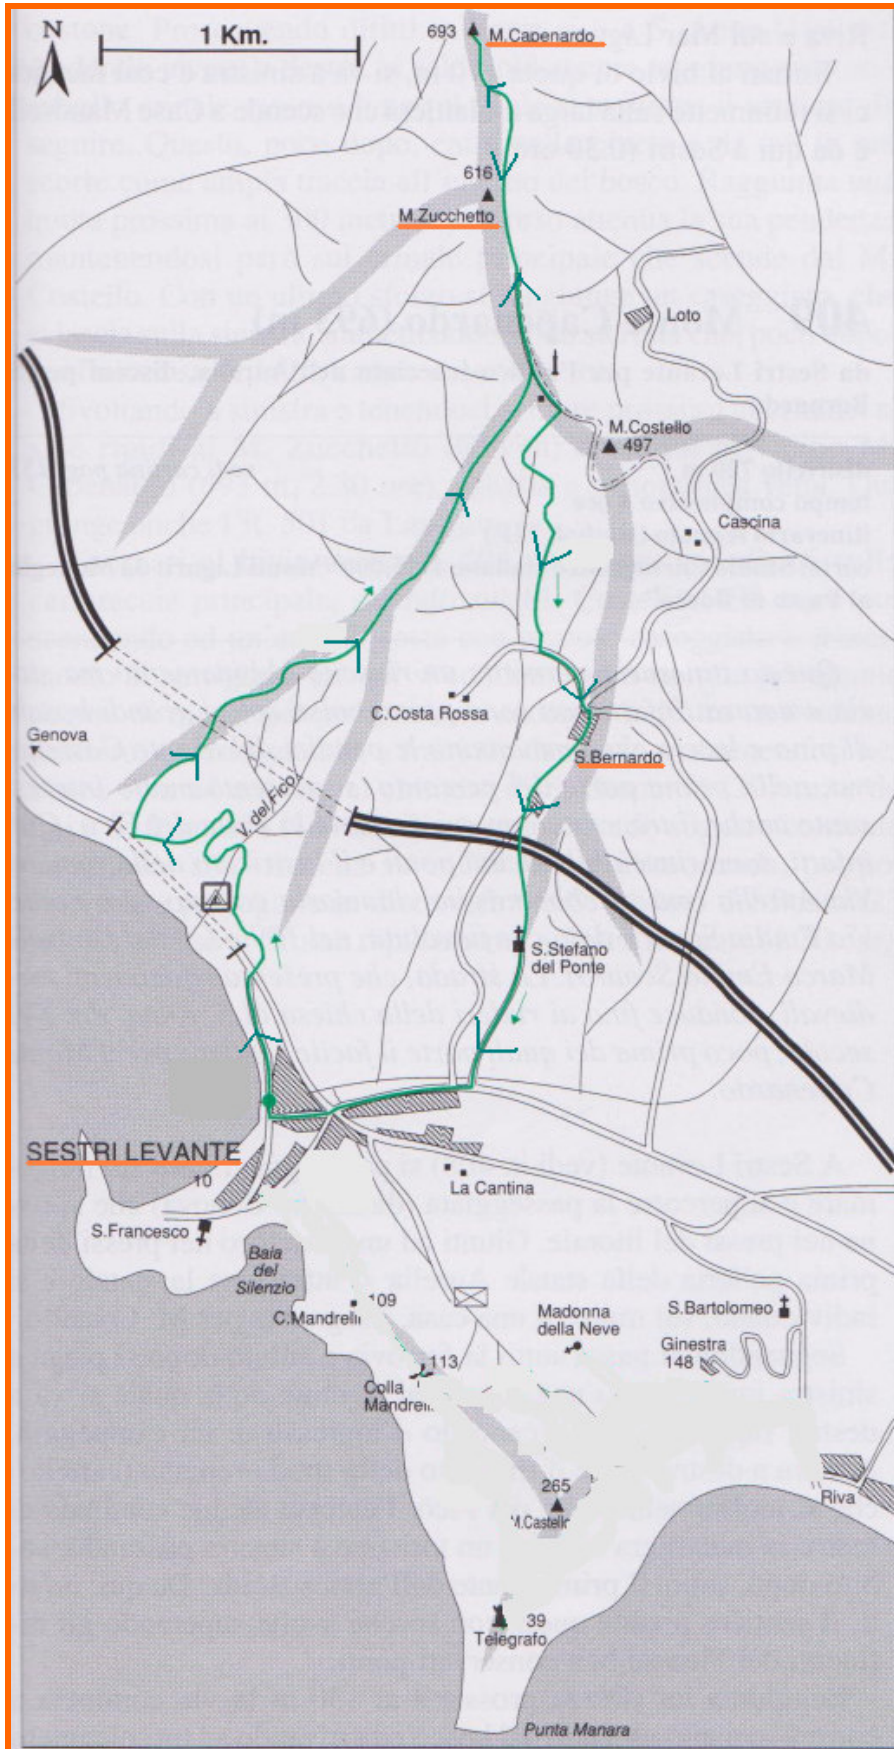 N
1 Km.
693
M.Capenardo
616
M.Zucchetto
Loto
M.Costello
497
Cascina
C.Costa Rossa
Genova
S.Bernardo
V. del Fico
S.Stefano
del Ponte
SESTRI LEVANTE
10
La Cantina
S.Francesco
Baia
del
Silenzio
109
C.Mandrelli
Madonna
della Neve
S.Bartolomeo
Ginestra
148
113
Colla
Mandrelli
265
M.Castello
Riva
39
Telegrafo
Punta Manara